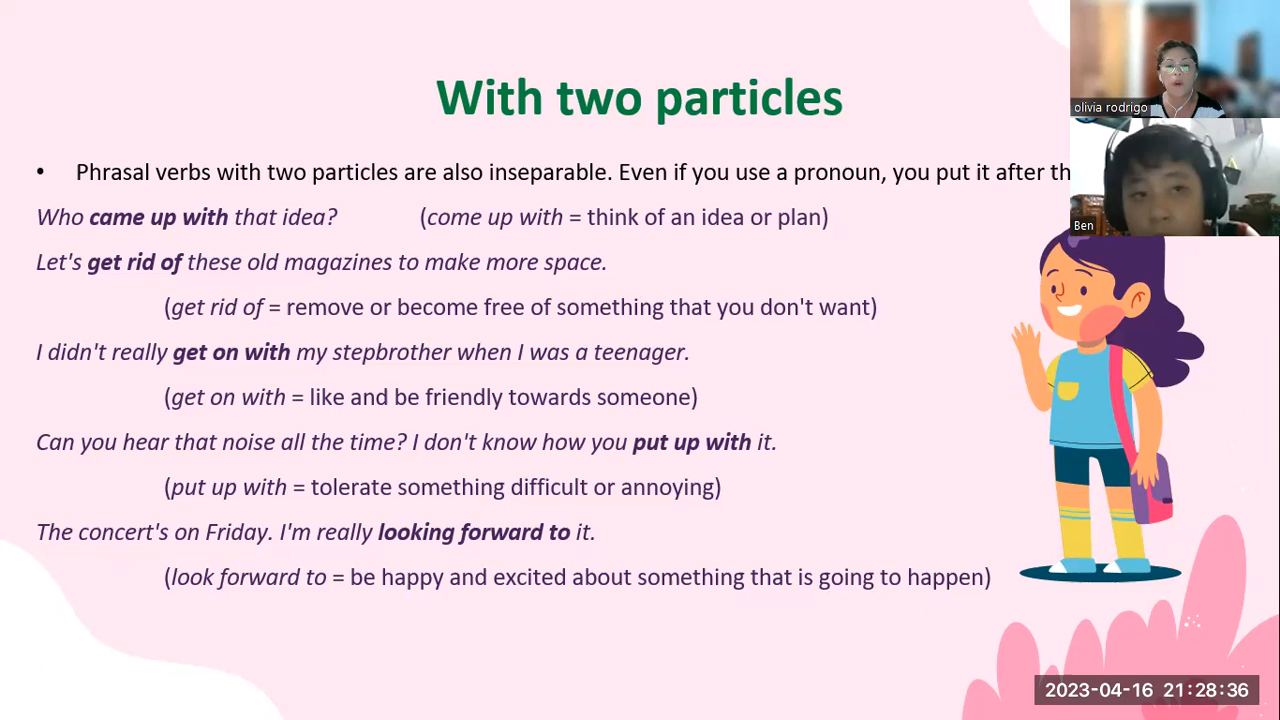 With two particles
• Phrasal verbs with two particles are also inseparable. Even if you use a pronoun, you put it after th
Who came up with that idea? (come up with = think of an idea or plan)
Let's get rid of these old magazines to make more space.
(get rid of = remove or become free of something that you don't want)
I didn't really get on with my stepbrother when I was a teenager.
(get on with = like and be friendly towards someone)
Can you hear that noise all the time? I don't know how you put up with it.
(put up with = tolerate something difficult or annoying)
The concert's on Friday. I'm really looking forward to it.
(look forward to = be happy and excited about something that is going to happen)
olivia rodrigo
Ben
2023-04-16 21:28:36